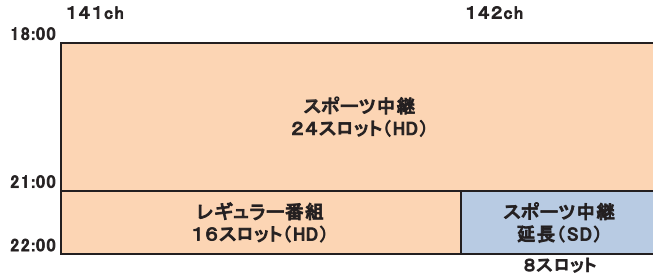 141ch 142ch
18:00
スポーツ中継
24スロット(HD)
21:00
レギュラー番組
16スロット(HD)
スポーツ中継
延長(SD)
22:00
8スロット